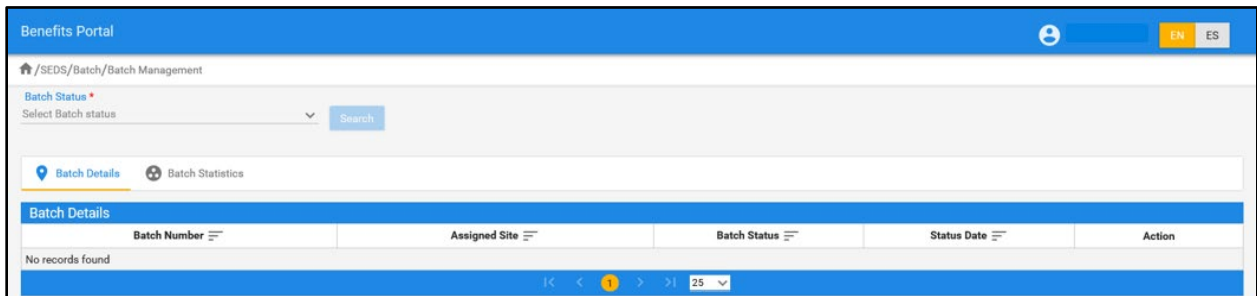 Benefits Portal
EN ES
/SEDS/Batch/Batch Management
Batch Status *
Select Batch status
Search
Batch Details Batch Statistics
Batch Details
Batch Number Assigned Site Batch Status Status Date Action
No records found
1 25